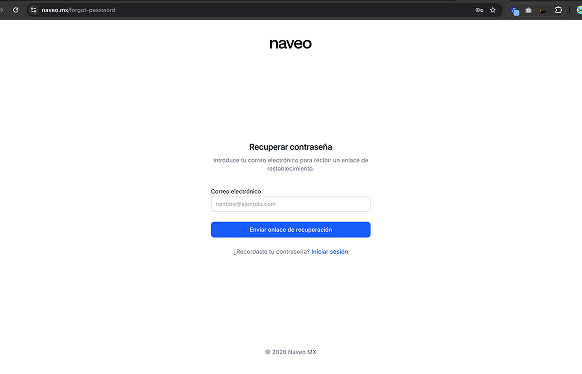 naveo.mx/forgot-password
naveo
Recuperar contraseña
Introduce tu correo electrónico para recibir un enlace de
restablecimiento.
Correo electrónico
nombre@ejemplo.com
Enviar enlace de recuperación
¿Recordaste tu contraseña? Iniciar sesión
© 2026 Naveo MX